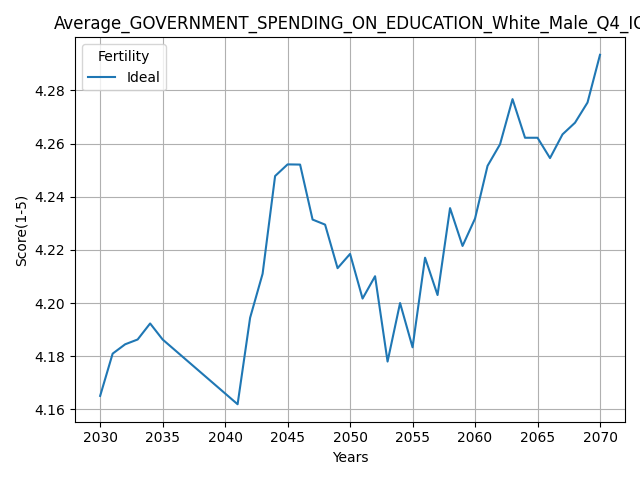 Average_GOVERNMENT_SPENDING_ON_EDUCATION_White_Male_Q4_IC
Fertility
Ideal
4.28
4.26
4.24
4.22
4.20
4.18
4.16
Score(1-5)
2030 2035 2040 2045 2050 2055 2060 2065 2070
Years